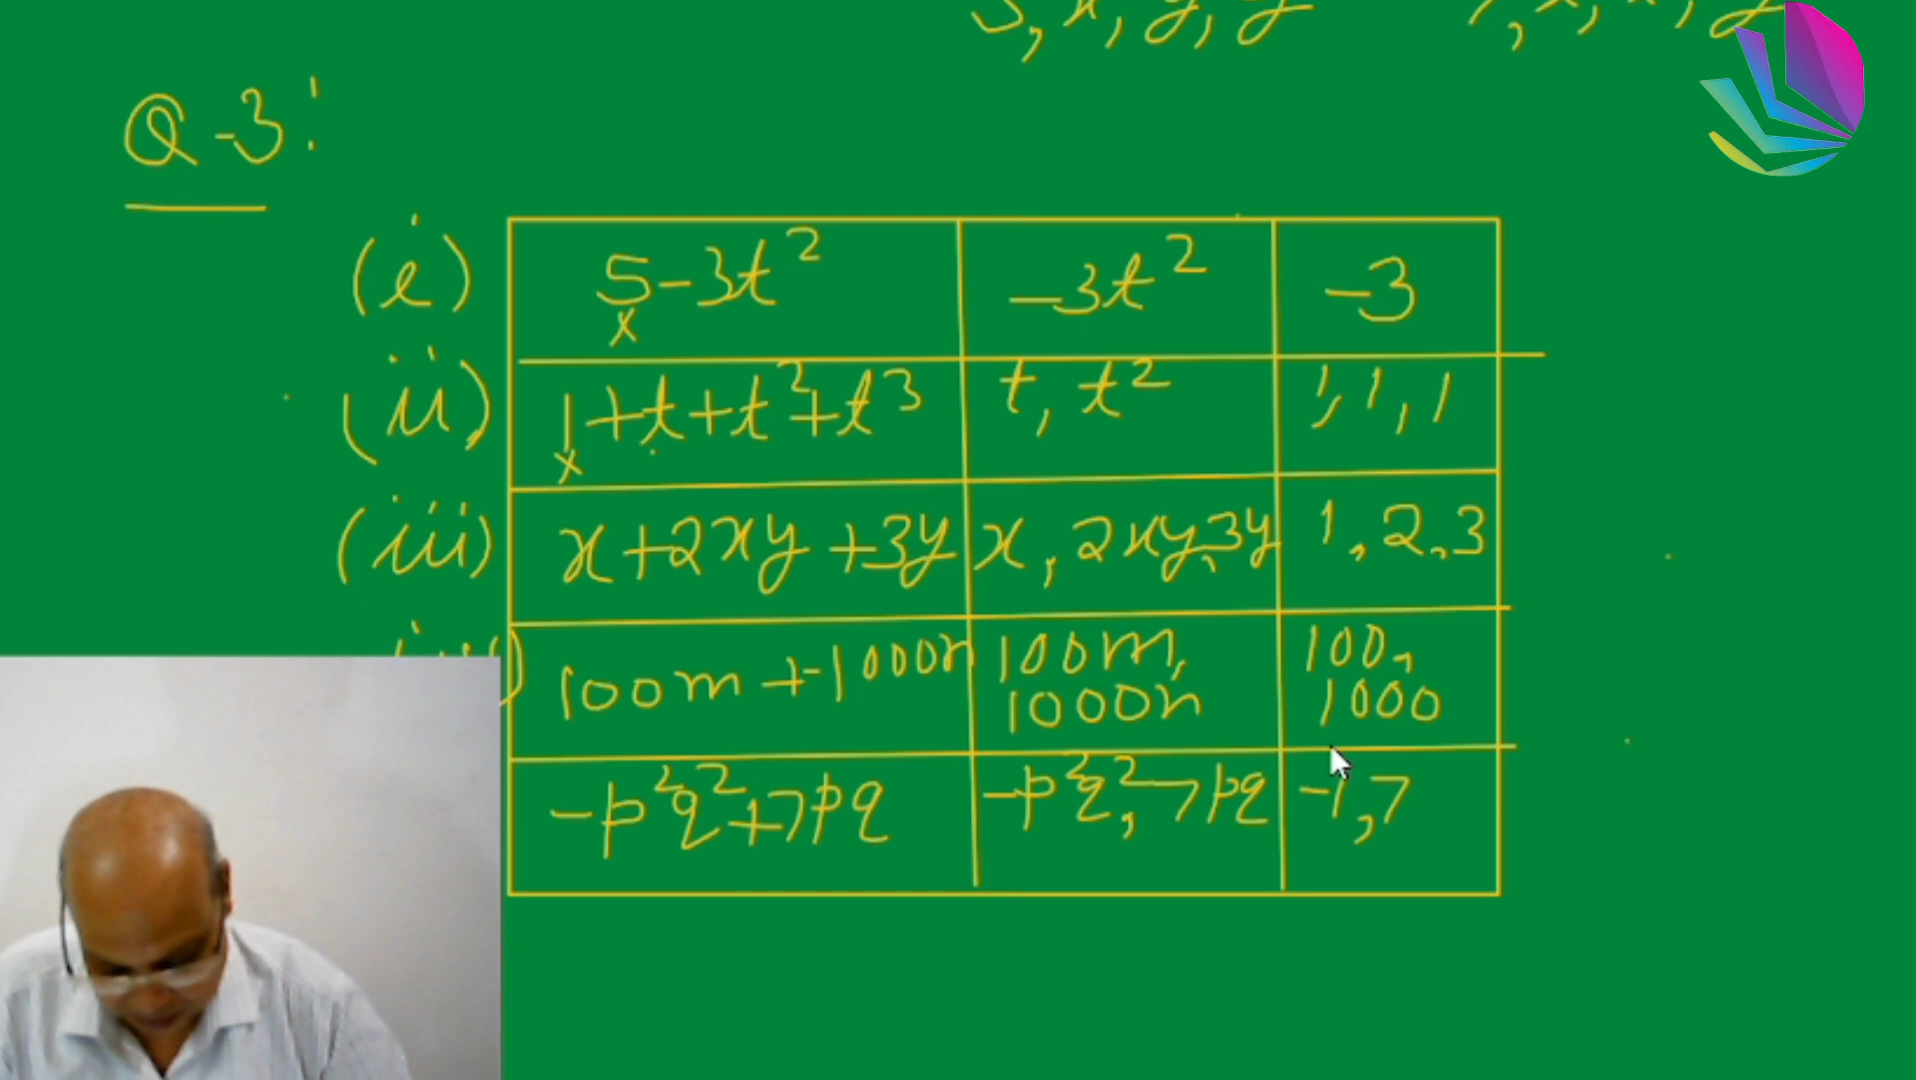 Q-3:
(i) 5-3t² -3t² -3
x
(ii) 1+t+t²+t³ t, t² 1,1,1
x
(iii) x+2xy+3y x, 2xy,3y 1,2,3
100m+1000n 100m, 100,
1000n 1000
-p²q²+7pq -p²q²,7pq -1,7